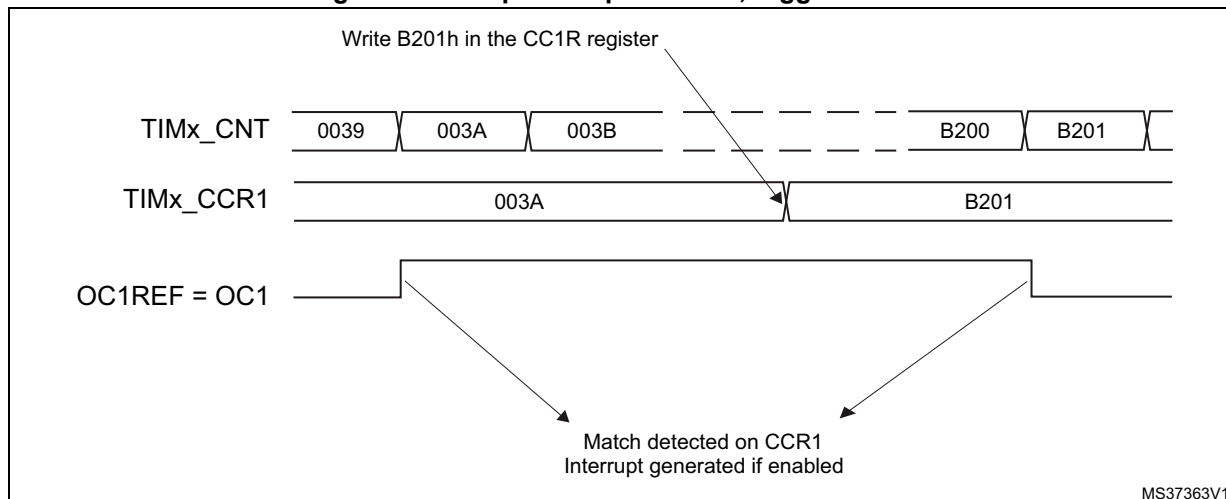 Write B201h in the CC1R register
TIMx_CNT 0039 003A 003B B200 B201
TIMx_CCR1 003A B201
OC1REF = OC1
Match detected on CCR1
Interrupt generated if enabled
MS37363V1